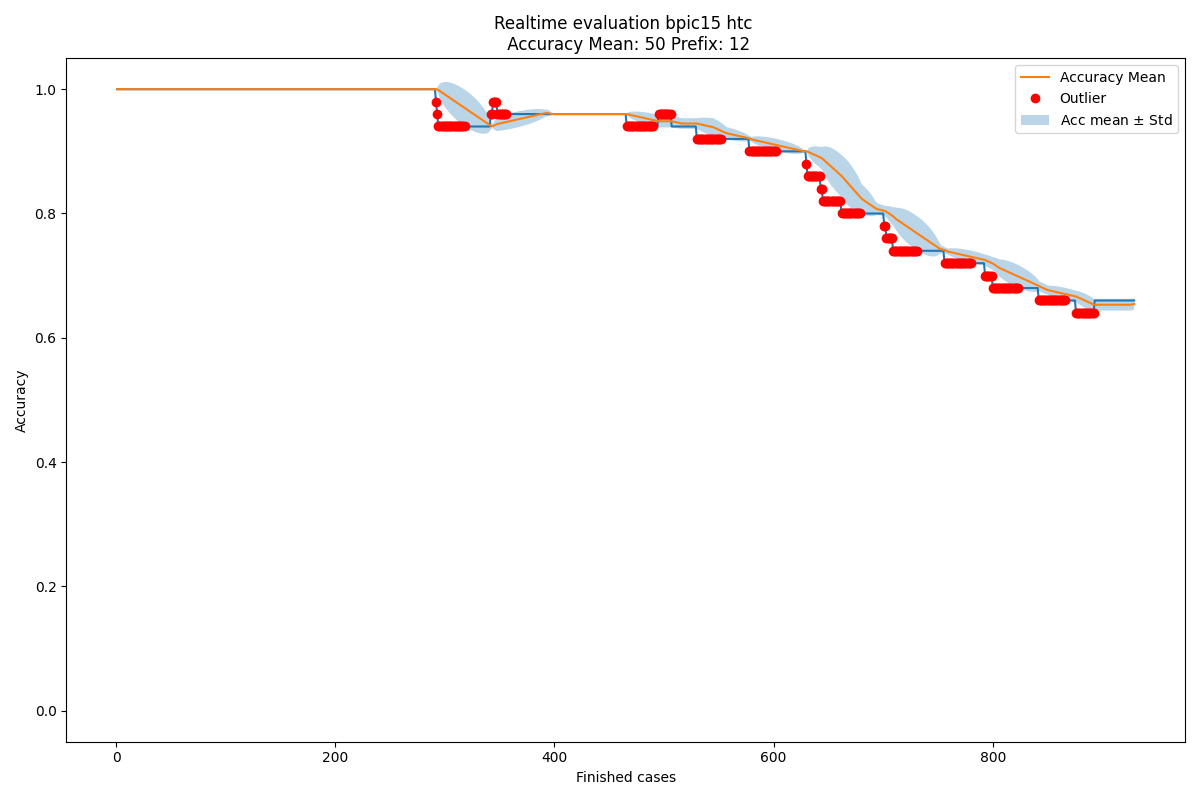 Realtime evaluation bpic15 htc
Accuracy Mean: 50 Prefix: 12
Accuracy Mean
Outlier
Acc mean ± Std
1.0
0.8
0.6
0.4
0.2
0.0
Accuracy
0 200 400 600 800
Finished cases